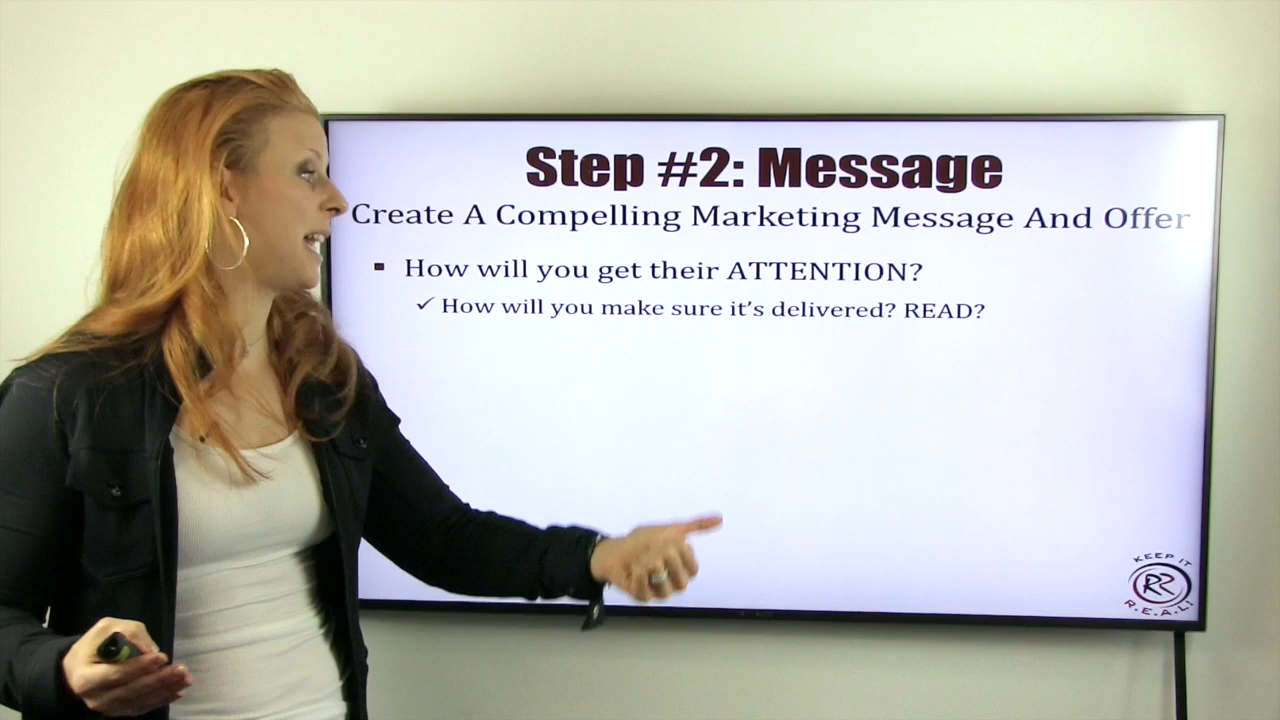 Step #2: Message
Create A Compelling Marketing Message And Offer
How will you get their ATTENTION?
✓ How will you make sure it's delivered? READ?
KEEP IT
RR
R.E.A.L!